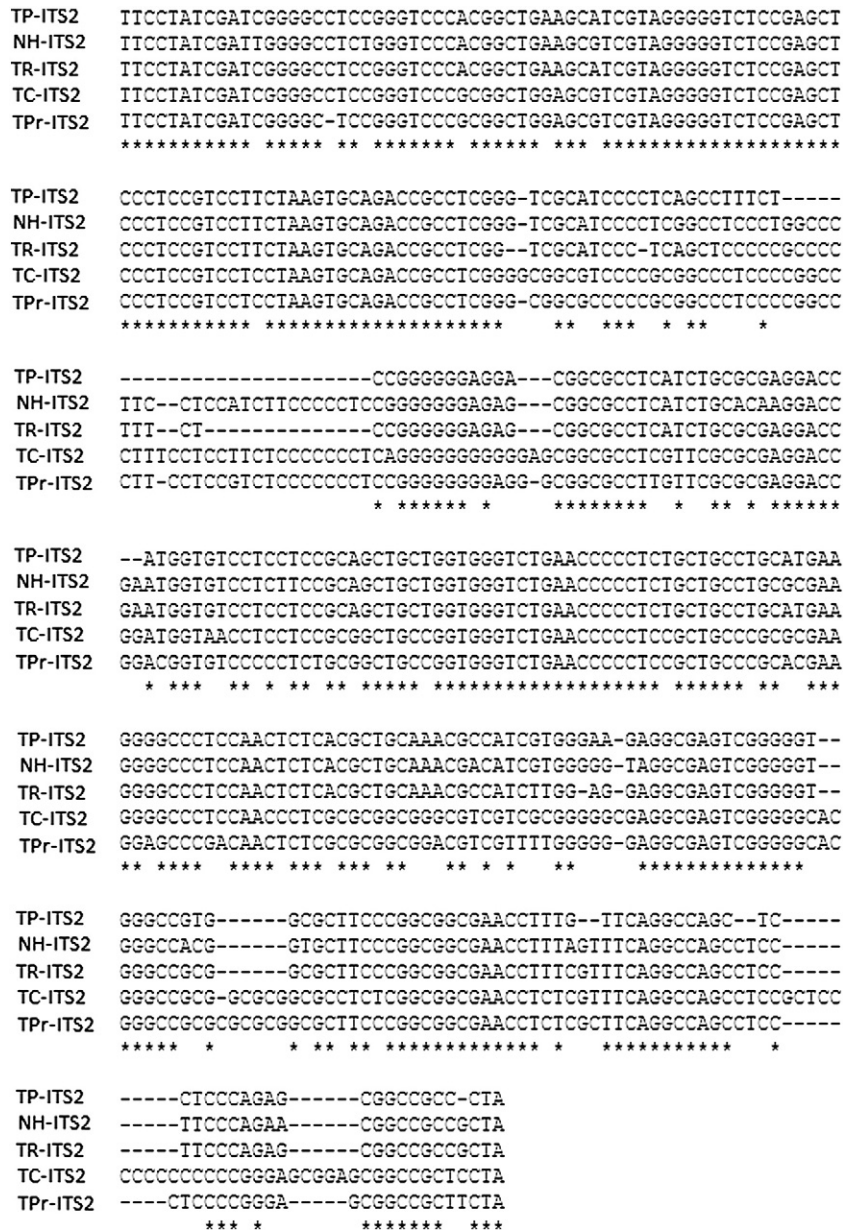 TP-ITS2 TTCCTATCGATCGGGGCCTCCGGGTCCCACGGCTGAAGCATCGTAGGGGGTCTCCGAGCT
NH-ITS2 TTCCTATCGATTGGGGCCTCTGGGTCCCACGGCTGAAGCGTCGTAGGGGGTCTCCGAGCT
TR-ITS2 TTCCTATCGATCGGGGCCTCCGGGTCCCACGGCTGAAGCATCGTAGGGGGTCTCCGAGCT
TC-ITS2 TTCCTATCGATCGGGGCCTCCGGGTCCCGCGGCTGGAGCGTCGTAGGGGGTCTCCGAGCT
TPr-ITS2 TTCCTATCGATCGGGGC-TCCGGGTCCCGCGGCTGGAGCGTCGTAGGGGGTCTCCGAGCT
*********** ***** ** ******* ****** *** ********************
TP-ITS2 CCCTCCGTCCTTCTAAGTGCAGACCGCCTCGGG-TCGCATCCCCTCAGCCTTTCT-----
NH-ITS2 CCCTCCGTCCTTCTAAGTGCAGACCGCCTCGGG-TCGCATCCCCTCGGCCTCCCTGGCCC
TR-ITS2 CCCTCCGTCCTTCTAAGTGCAGACCGCCTCGG--TCGCATCCC-TCAGCTCCCCCGCCCC
TC-ITS2 CCCTCCGTCCTCCTAAGTGCAGACCGCCTCGGGGCGGCGTCCCCGCGGCCCTCCCCGGCC
TPr-ITS2 CCCTCCGTCCTCCTAAGTGCAGACCGCCTCGGG-CGGCGCCCCCGCGGCCCTCCCCGGCC
*********** ********************    **  ***  * **    *
TP-ITS2 ---------------------CCGGGGGGAGGA---CGGCGCCTCATCTGCGCGAGGACC
NH-ITS2 TTC--CTCCATCTTCCCCCTCCGGGGGGGAGAG---CGGCGCCTCATCTGCACAAGGACC
TR-ITS2 TTT--CT--------------CCGGGGGGAGAG---CGGCGCCTCATCTGCGCGAGGACC
TC-ITS2 CTTTCCTCCTTCTCCCCCCCTCAGGGGGGGGGGGAGCGGCGCCTCGTTCGCGCGAGGACC
TPr-ITS2 CTT-CCTCCGTCTCCCCCCCTCCGGGGGGGGAGG-GCGGCGCCTTGTTCGCGCGAGGACC
* ****** *      ********  *  ** * ******
TP-ITS2 --ATGGTGTCCTCCTCCGCAGCTGCTGGTGGGTCTGAACCCCCTCTGCTGCCTGCATGAA
NH-ITS2 GAATGGTGTCCTCTTCCGCAGCTGCTGGTGGGTCTGAACCCCCTCTGCTGCCTGCGCGAA
TR-ITS2 GAATGGTGTCCTCCTCCGCAGCTGCTGGTGGGTCTGAACCCCCTCTGCTGCCTGCATGAA
TC-ITS2 GGATGGTAACCTCCTCCGCGGCTGCCGGTGGGTCTGAACCCCCTCCGCTGCCCGCGCGAA
TPr-ITS2 GGACGGTGTCCCCCTCTGCGGCTGCCGGTGGGTCTGAACCCCCTCCGCTGCCCGCACGAA
* ***  ** * ** ** ***** ******************* ****** **  ***
TP-ITS2 GGGGCCCTCCAACTCTCACGCTGCAAACGCCATCGTGGGAA-GAGGCGAGTCGGGGGT--
NH-ITS2 GGGGCCCTCCAACTCTCACGCTGCAAACGACATCGTGGGGG-TAGGCGAGTCGGGGGT--
TR-ITS2 GGGGCCCTCCAACTCTCACGCTGCAAACGCCATCTTGG-AG-GAGGCGAGTCGGGGGT--
TC-ITS2 GGGGCCCTCCAACCCTCGCGCGGCGGGCGTCGTCGCGGGGGCGAGGCGAGTCGGGGGCAC
TPr-ITS2 GGAGCCCGACAACTCTCGCGCGGCGGACGTCGTTTTGGGGG-GAGGCGAGTCGGGGGCAC
** ****  **** *** *** **   ** * *   **     **************
TP-ITS2 GGGCCGTG------GCGCTTCCCGGCGGCGAACCTTTG--TTCAGGCCAGC--TC-----
NH-ITS2 GGGCCACG------GTGCTTCCCGGCGGCGAACCTTTAGTTTCAGGCCAGCCTCC-----
TR-ITS2 GGGCCGCG------GCGCTTCCCGGCGGCGAACCTTTCGTTTCAGGCCAGCCTCC-----
TC-ITS2 GGGCCGCG-GCGCGGCGCCTCTCGGCGGCGAACCTCTCGTTTCAGGCCAGCCTCCGCTCC
TPr-ITS2 GGGCCGCGCGCGCGGCGCTTCCCGGCGGCGAACCTCTCGCTTCAGGCCAGCCTCC-----
*****  *      * ** ** ************* *    **********   *
TP-ITS2 -----CTCCCAGAG------CGGCCGCC-CTA
NH-ITS2 -----TTCCCAGAA------CGGCCGCCGCTA
TR-ITS2 -----TTCCCAGAG------CGGCCGCCGCTA
TC-ITS2 CCCCCCCCCCGGGAGCGGAGCGGCCGCTCCTA
TPr-ITS2 ----CTCCCCGGGA-----GCGGCCGCTTCTA
*** *        *******  ***